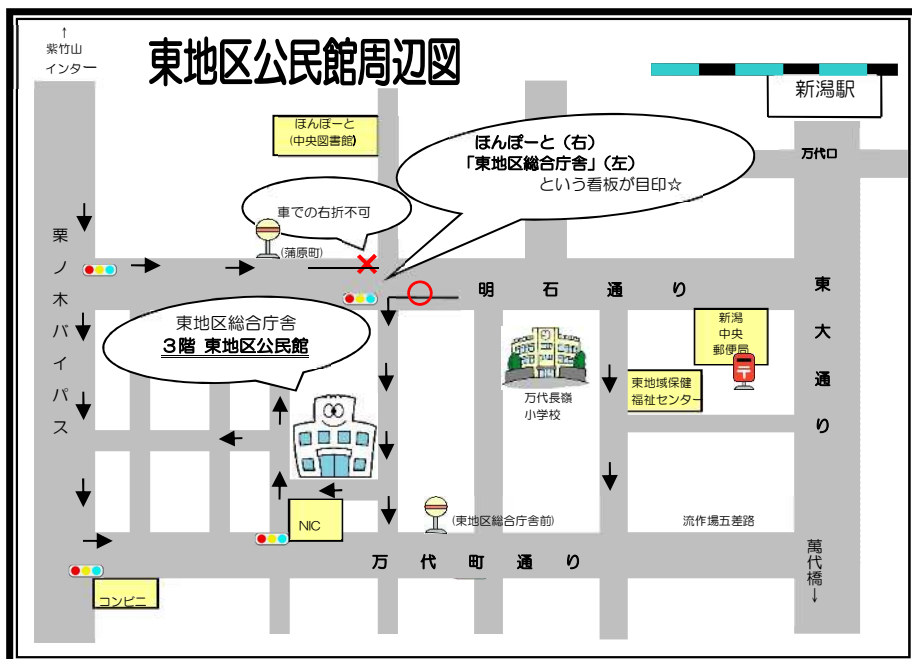 ↑
紫竹山
インター
東地区公民館周辺図
新潟駅
万代口
ほんぽーと
(中央図書館)
ほんぽーと（右）
「東地区総合庁舎」（左）
という看板が目印☆
車での右折不可
(蒲原町)
栗ノ木バイパス
明石通り
東大通り
東地区総合庁舎
３階 東地区公民館
新潟
中央
郵便局
東地域保健
福祉センター
万代長嶺
小学校
NIC
(東地区総合庁舎前)
流作場五差路
万代町通り
萬代橋→
コンビニ